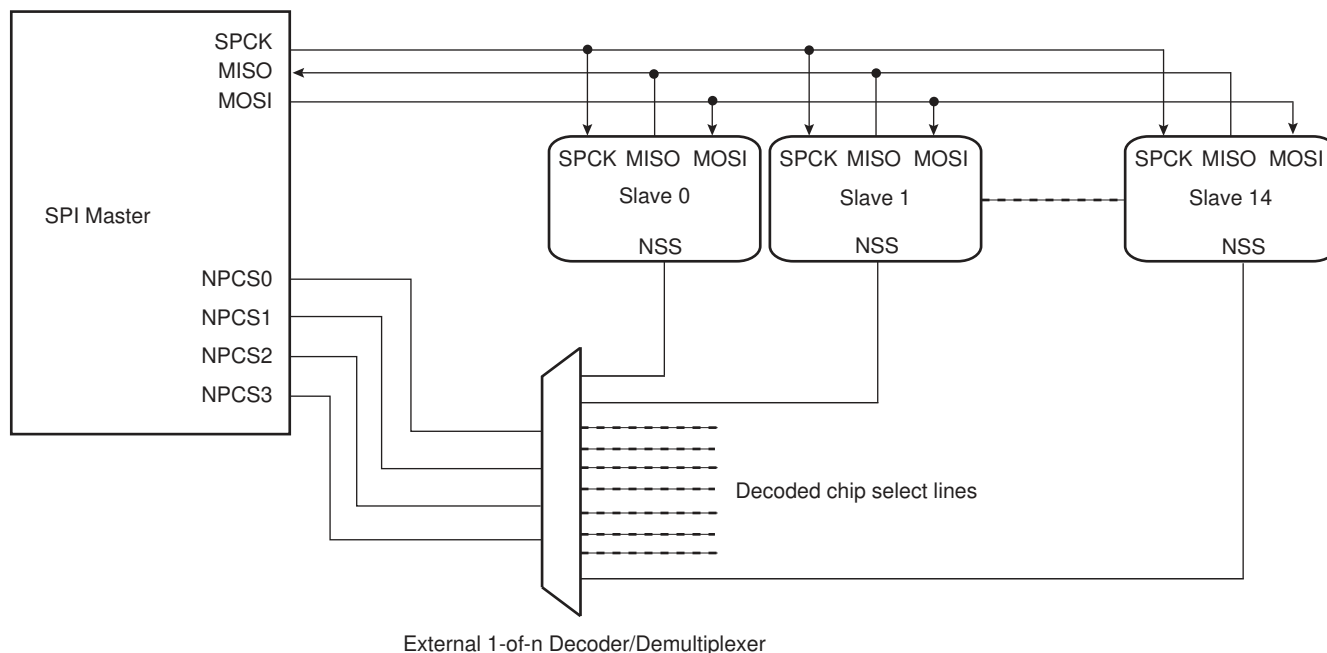 SPCK
MISO
MOSI
SPI Master
NPCS0
NPCS1
NPCS2
NPCS3
SPCK MISO MOSI
Slave 0
NSS
SPCK MISO MOSI
Slave 1
NSS
SPCK MISO MOSI
Slave 14
NSS
Decoded chip select lines
External 1-of-n Decoder/Demultiplexer